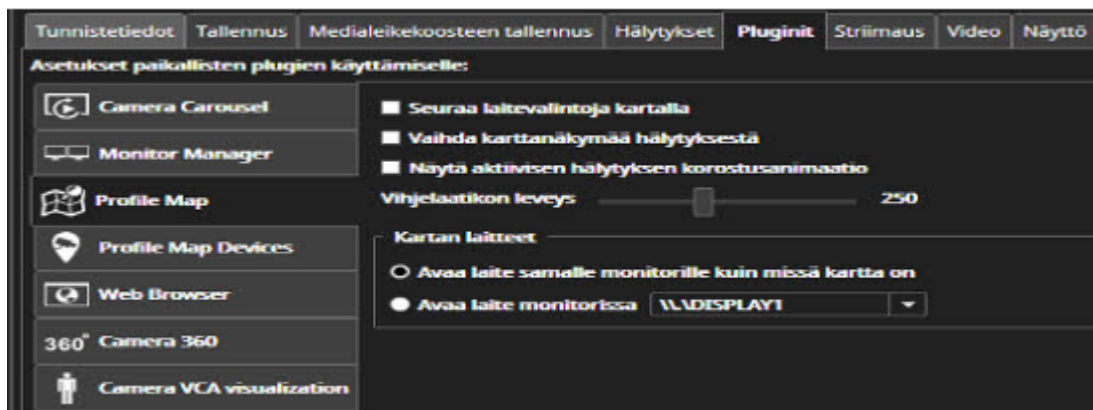 Tunnistetiedot Tallennus Medialeikekoosteen tallennus Hälytykset Pluginit Striimaus Video Näyttö
Asetukset paikallisten plugien käyttämiselle:
Camera Carousel
Monitor Manager
Profile Map
Profile Map Devices
Web Browser
360° Camera 360
Camera VCA visualization
Seuraa laitevalintoja kartalla
Vaihda karttanäkymää hälytyksestä
Näytä aktiivisen hälytyksen korostusanimaatio
Vihjelaatikon leveys 250
Kartan laitteet
Avaa laite samalle monitorille kuin missä kartta on
Avaa laite monitorissa \\.\DISPLAY1